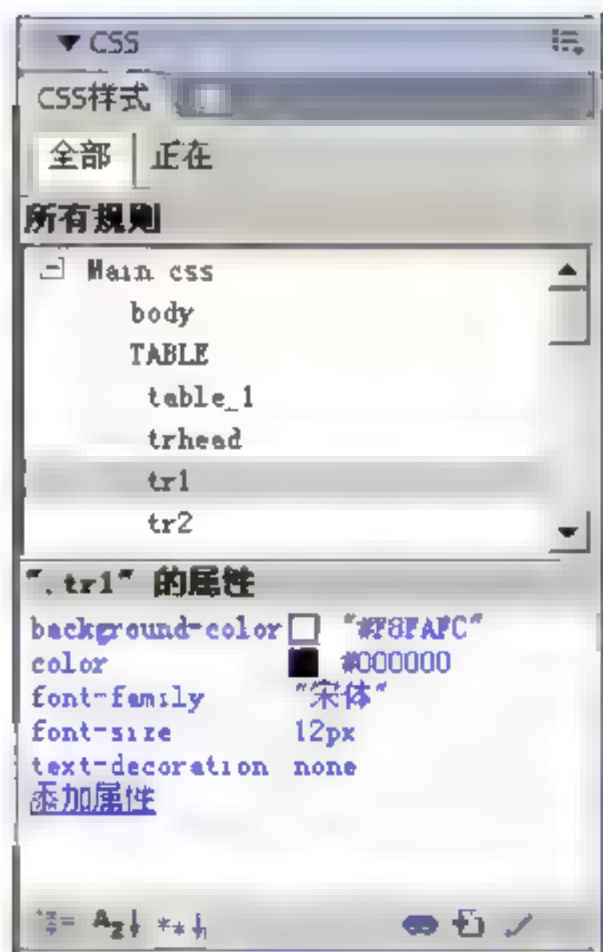 CSS
CSS样式
全部 正在
所有规则
Main css
body
TABLE
table_1
trhead
tr1
tr2
".tr1" 的属性
background-color "#F8FAFC"
color #000000
font-family "宋体"
font-size 12px
text-decoration none
添加属性